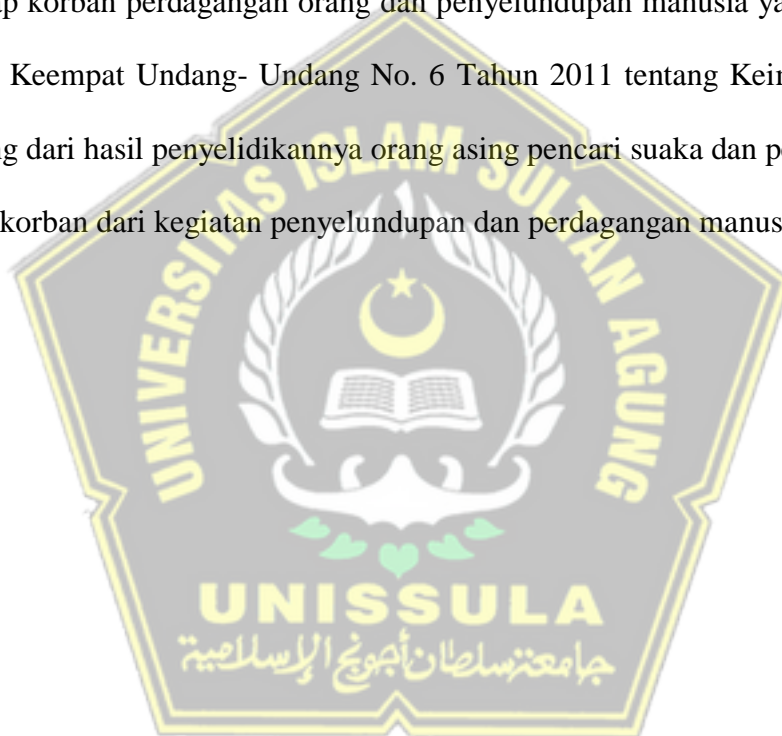 korban perdagangan orang dan penyelundupan manusia
Keempat Undang- Undang No. 6 Tahun 2011 tentang
dari hasil penyelidikannya orang asing pencari suaka dan
korban dari kegiatan penyelundupan dan perdagangan
UNIVERSITAS ISLAM SULTAN AGUNG
UNISSULA
جامعة سلطان أجونج الإسلامية